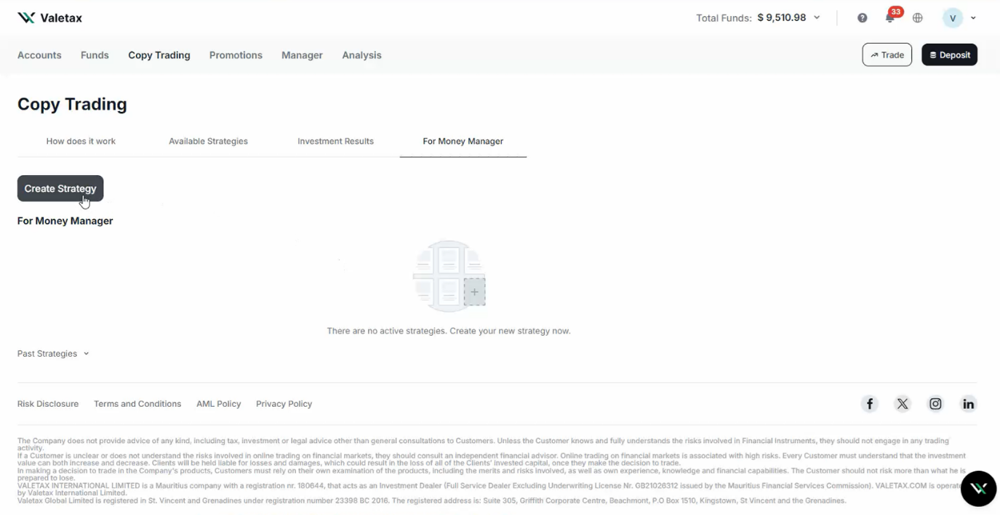 Valetax
Total Funds: $ 9,510.98
33
V
Accounts Funds Copy Trading Promotions Manager Analysis
Trade
Deposit
Copy Trading
How does it work Available Strategies Investment Results For Money Manager
Create Strategy
For Money Manager
There are no active strategies. Create your new strategy now.
Past Strategies
Risk Disclosure Terms and Conditions AML Policy Privacy Policy
The Company does not provide advice of any kind, including tax, investment or legal advice other than general consultations to Customers. Unless the Customer knows and fully understands the risks involved in Financial Instruments, they should not engage in any trading
activity.
If a Customer is unclear or does not understand the risks involved in online trading on financial markets, they should consult an independent financial advisor. Online trading on financial markets is associated with high risks. Every Customer must understand that the investment
value can both increase and decrease. Clients will be held liable for losses and damages, which could result in the loss of all of the Clients' invested capital, once they make the decision to trade.
In making a decision to trade in the Company's products, Customers must rely on their own examination of the products, including the merits and risks involved, as well as own experience, knowledge and financial capabilities. The Customer should not risk more than what he is
prepared to lose.
VALETAX INTERNATIONAL LIMITED is a Mauritius company with a registration nr. 180644, that acts as an Investment Dealer (Full Service Dealer Excluding Underwriting License Nr. GB21026312 issued by the Mauritius Financial Services Commission). VALETAX.COM is operate
by Valetax International Limited.
Valetax Global Limited is registered in St. Vincent and Grenadines under registration number 23398 BC 2016. The registered address is: Suite 305, Griffith Corporate Centre, Beachmont, P.O Box 1510, Kingstown, St Vincent and the Grenadines.